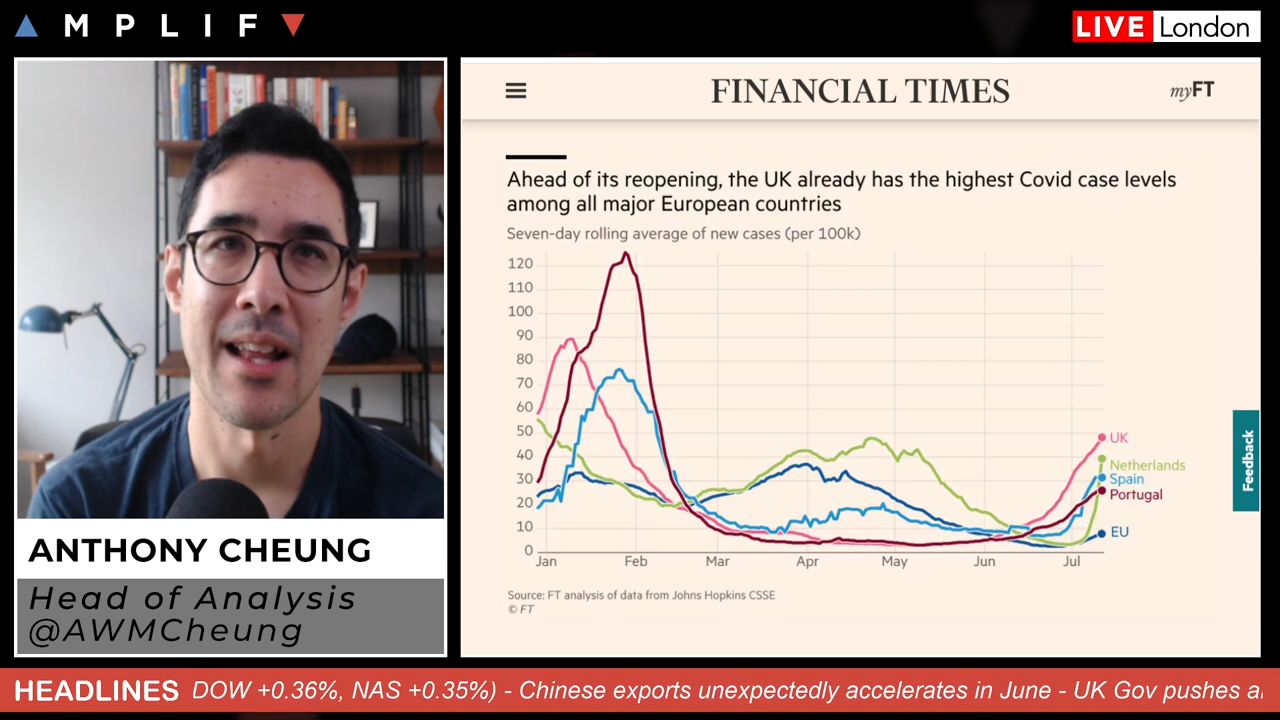 MPLIF
LIVE London
FINANCIAL TIMES
myFT
Ahead of its reopening, the UK already has the highest Covid case levels
among all major European countries
Seven-day rolling average of new cases (per 100k)
120
110
100
90
80
70
60
50
40
30
20
10
0
Jan Feb Mar Apr May Jun Jul
UK
Netherlands
Spain
Portugal
EU
Source: FT analysis of data from Johns Hopkins CSSE
© FT
Feedback
ANTHONY CHEUNG
Head of Analysis
@AWMCheung
HEADLINES DOW +0.36%, NAS +0.35%) - Chinese exports unexpectedly accelerates in June - UK Gov pushes